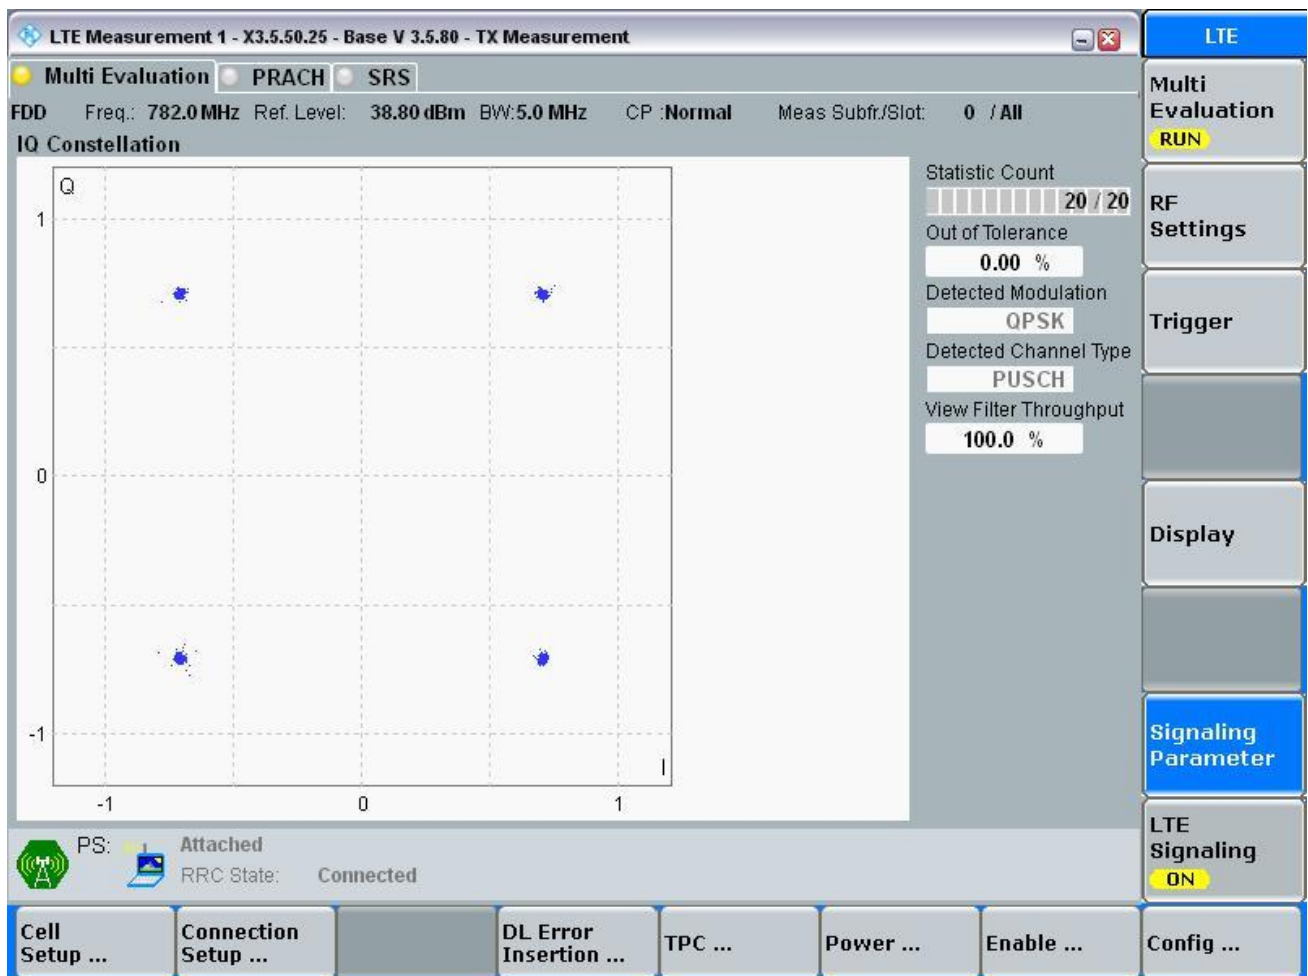 LTE Measurement 1 - X3.5.50.25 - Base V 3.5.80 - TX Measurement
LTE
Multi Evaluation PRACH SRS
FDD Freq.: 782.0 MHz Ref. Level: 38.80 dBm BW: 5.0 MHz CP : Normal Meas Subfr./Slot: 0 / All
IQ Constellation
Q
1
0
-1
I
-1 0 1
Statistic Count
20 / 20
Out of Tolerance
0.00 %
Detected Modulation
QPSK
Detected Channel Type
PUSCH
View Filter Throughput
100.0 %
Multi
Evaluation
RUN
RF
Settings
Trigger
Display
Signaling
Parameter
LTE
Signaling
ON
PS: Attached
RRC State: Connected
Cell
Setup ...
Connection
Setup ...
DL Error
Insertion ...
TPC ...
Power ...
Enable ...
Config ...